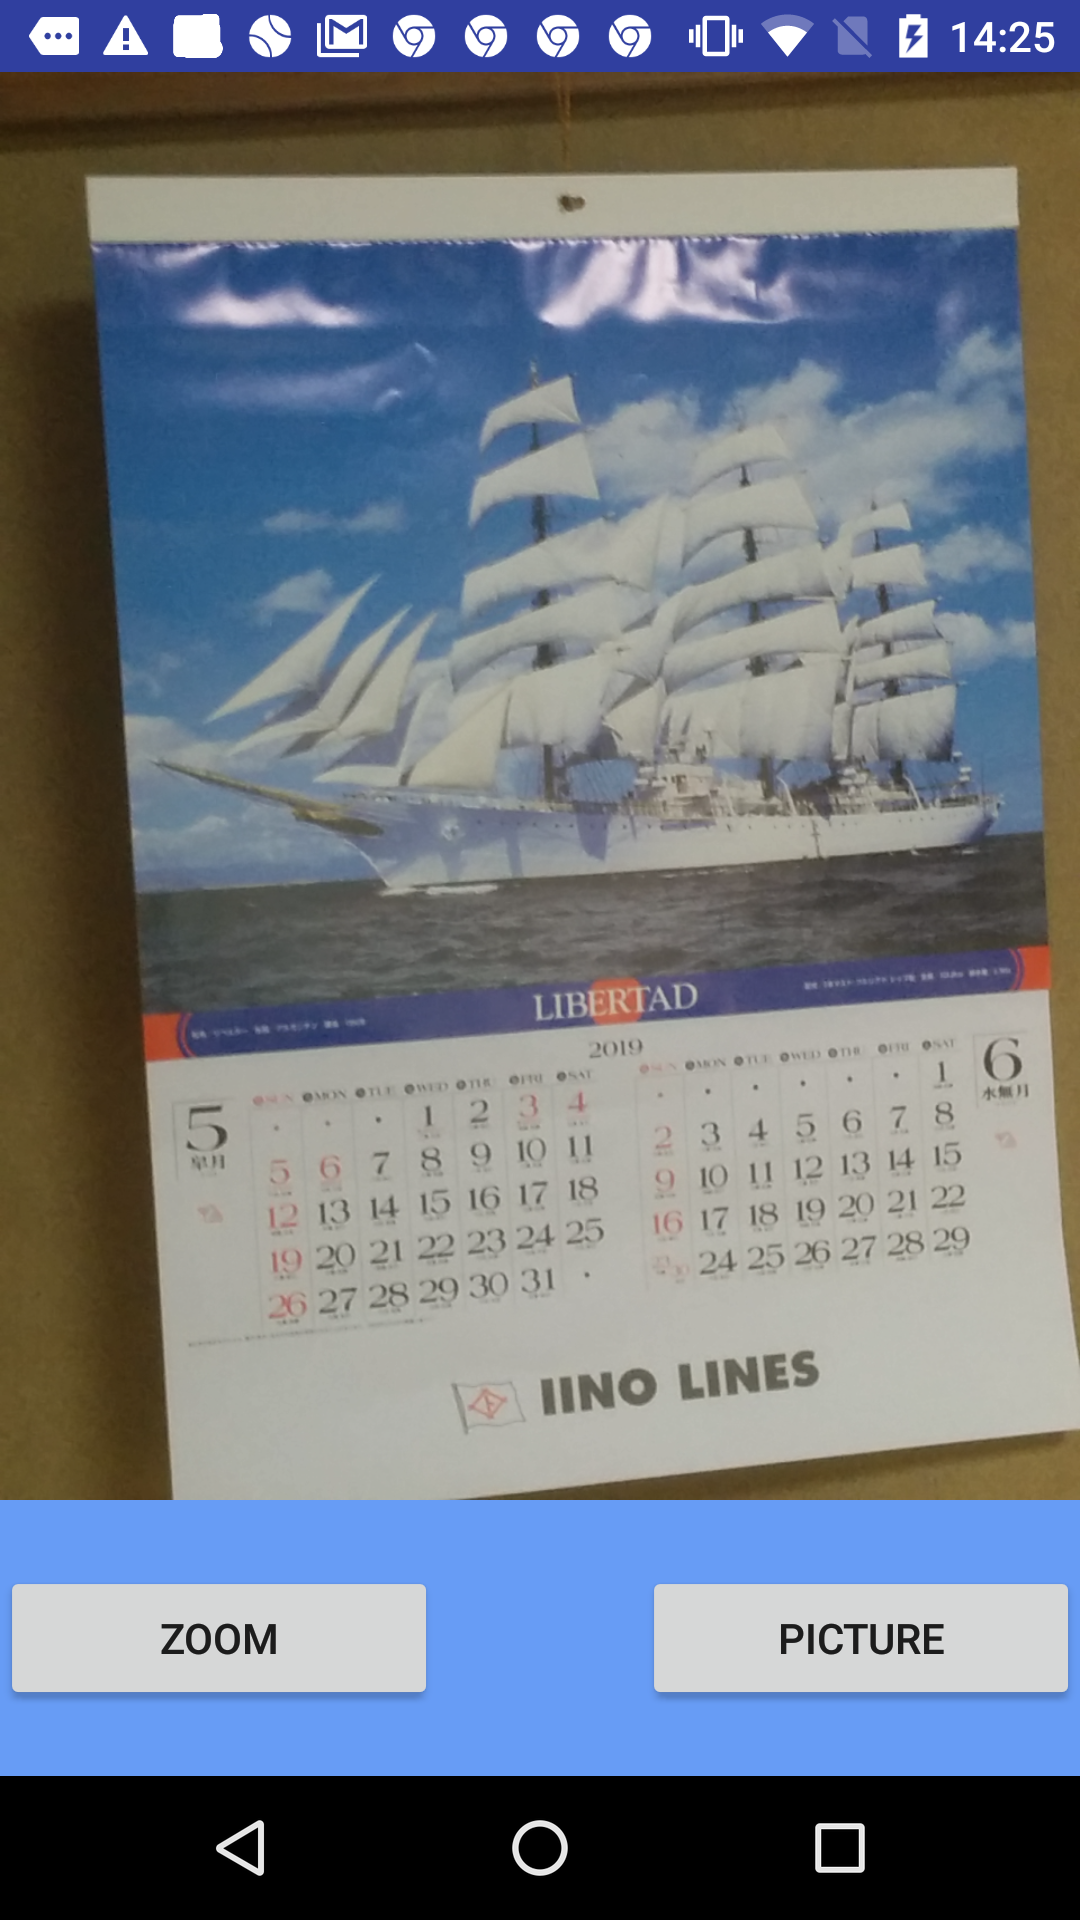 14:25
LIBERTAD
2019
5
皐月
SUN MON TUE WED THU FRI SAT
1 2 3 4
5 6 7 8 9 10 11
12 13 14 15 16 17 18
19 20 21 22 23 24 25
26 27 28 29 30 31
6
水無月
SUN MON TUE WED THU FRI SAT
1
2 3 4 5 6 7 8
9 10 11 12 13 14 15
16 17 18 19 20 21 22
23 30 24 25 26 27 28 29
IINO LINES
ZOOM
PICTURE